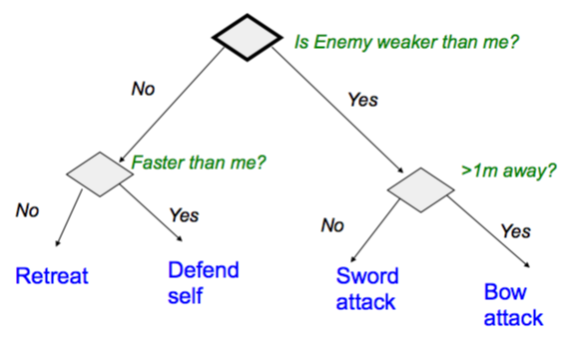 Is Enemy weaker than me?
No
Yes
Faster than me?
>1m away?
No
Yes
No
Yes
Retreat
Defend
self
Sword
attack
Bow
attack